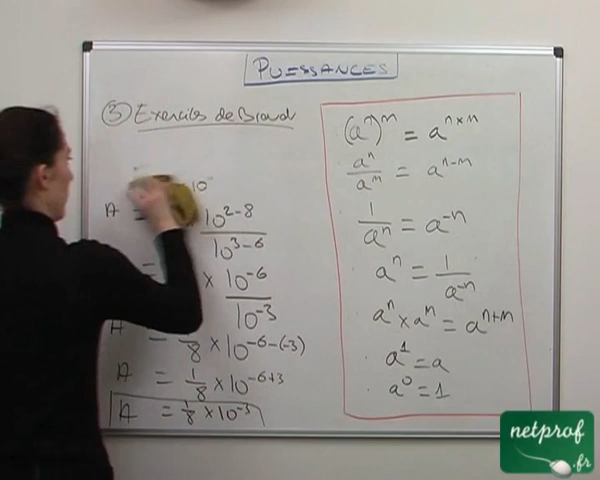 PUISSANCES
③ Exercices de Brevet
10
A = 10²⁻⁸ / 10³⁻⁶
= × 10⁻⁶ / 10⁻³
A = /8 × 10⁻⁶⁻⁽⁻³⁾
A = 1/8 × 10⁻⁶⁺³
A = 1/8 × 10⁻³
(aⁿ)ᵐ = aⁿˣᵐ
aⁿ / aᵐ = aⁿ⁻ᵐ
1 / aⁿ = a⁻ⁿ
aⁿ = 1 / a⁻ⁿ
aⁿ × aᵐ = aⁿ⁺ᵐ
a¹ = a
a⁰ = 1
netprof
.fr